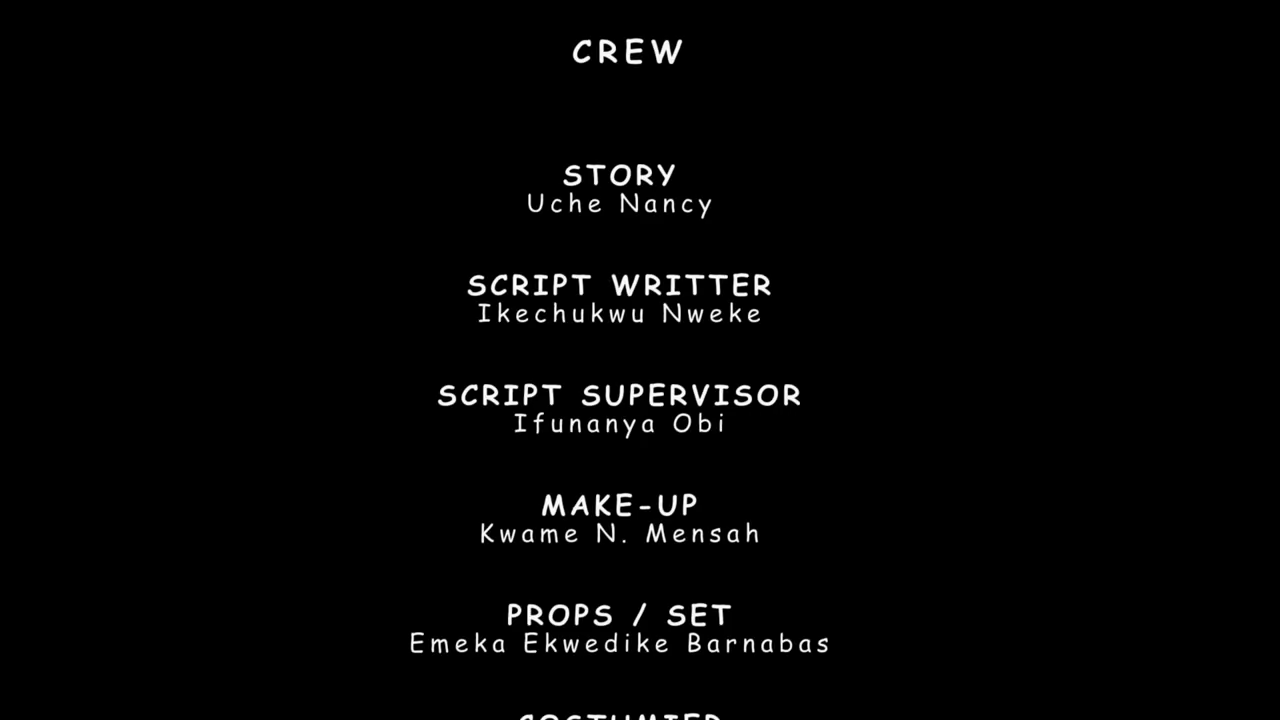 CREW
STORY
Uche Nancy
SCRIPT WRITTER
Ikechukwu Nweke
SCRIPT SUPERVISOR
Ifunanya Obi
MAKE-UP
Kwame N. Mensah
PROPS / SET
Emeka Ekwedike Barnabas
COSTUMIER